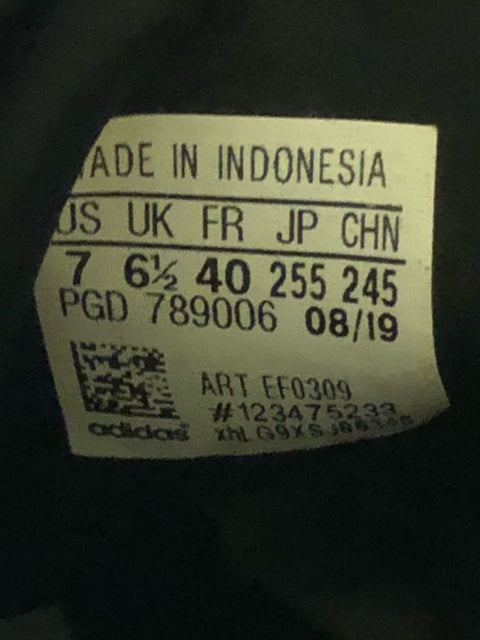 ADE IN INDONESIA
US UK FR JP CHN
7 6½ 40 255 245
PGD 789006 08/19
ART EF0309
#123475233
adidas